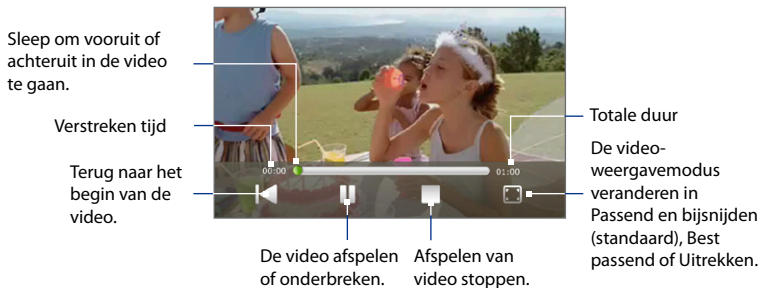 Sleep om vooruit of
achteruit in de video
te gaan.
Verstreken tijd
Terug naar het
begin van de
video.
00:00
01:00
De video afspelen
of onderbreken.
Afspelen van
video stoppen.
Totale duur
De video-
weergavemodus
veranderen in
Passend en bijsnijden
(standaard), Best
passend of Uitrekken.